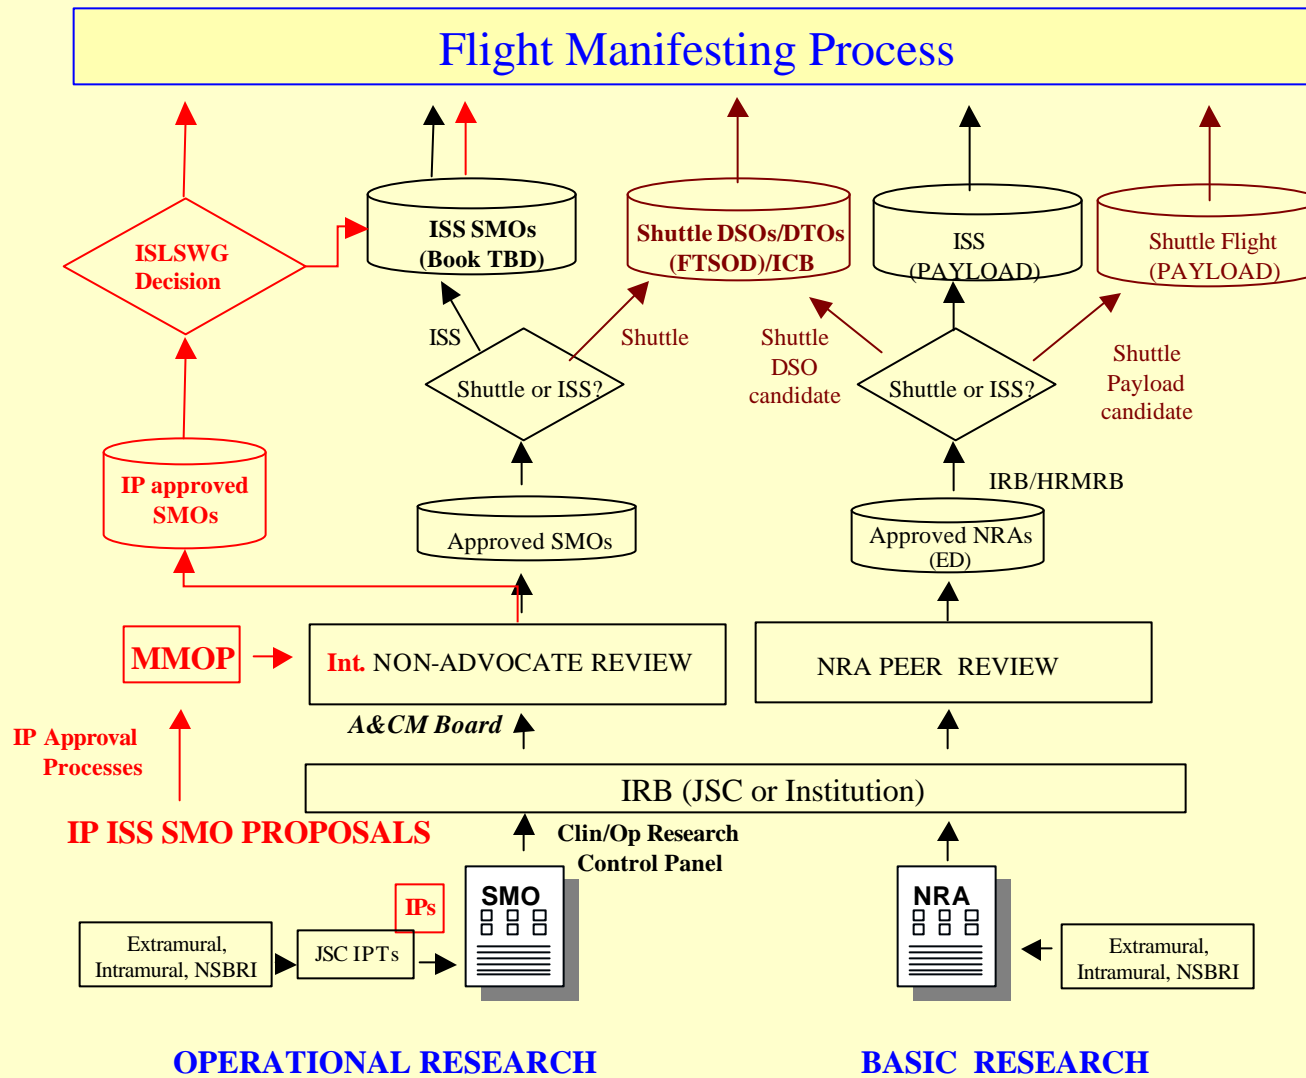 Flight Manifesting Process
ISLSWG
Decision
ISS SMOs
(Book TBD)
Shuttle DSOs/DTOs
(FTSOD)/ICB
ISS
(PAYLOAD)
Shuttle Flight
(PAYLOAD)
ISS
Shuttle
Shuttle
DSO
candidate
Shuttle
Payload
candidate
Shuttle or ISS?
Shuttle or ISS?
IP approved
SMOs
IRB/HRMRB
Approved SMOs
Approved NRAs
(ED)
MMOP
Int. NON-ADVOCATE REVIEW
NRA PEER REVIEW
A&CM Board
IP Approval
Processes
IRB (JSC or Institution)
IP ISS SMO PROPOSALS
Clin/Op Research
Control Panel
SMO
NRA
IPs
Extramural,
Intramural, NSBRI
JSC IPTs
Extramural,
Intramural, NSBRI
OPERATIONAL RESEARCH
BASIC RESEARCH